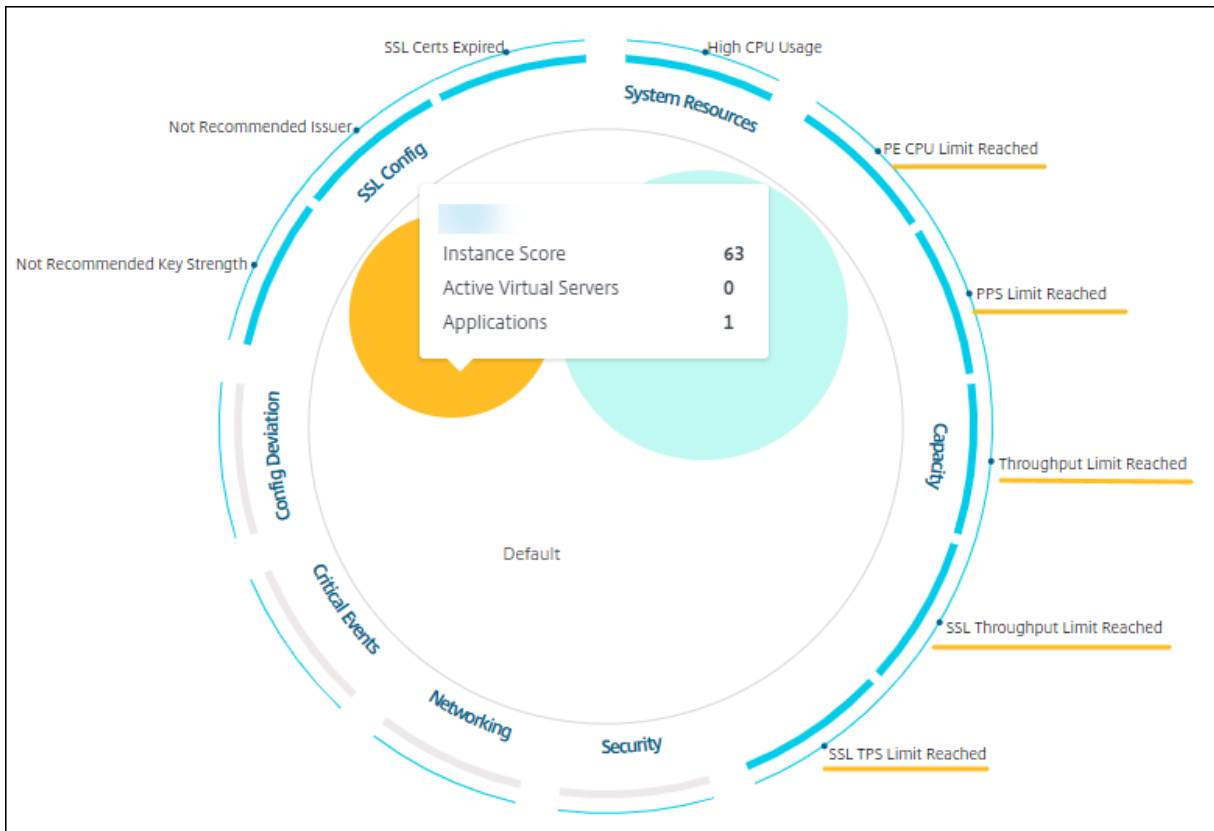 SSL Certs Expired
High CPU Usage
System Resources
Not Recommended Issuer
SSL Config
PE CPU Limit Reached
Not Recommended Key Strength
Instance Score 63
Active Virtual Servers 0
Applications 1
PPS Limit Reached
Config Deviation
Capacity
Throughput Limit Reached
Default
Critical Events
SSL Throughput Limit Reached
Networking
Security
SSL TPS Limit Reached